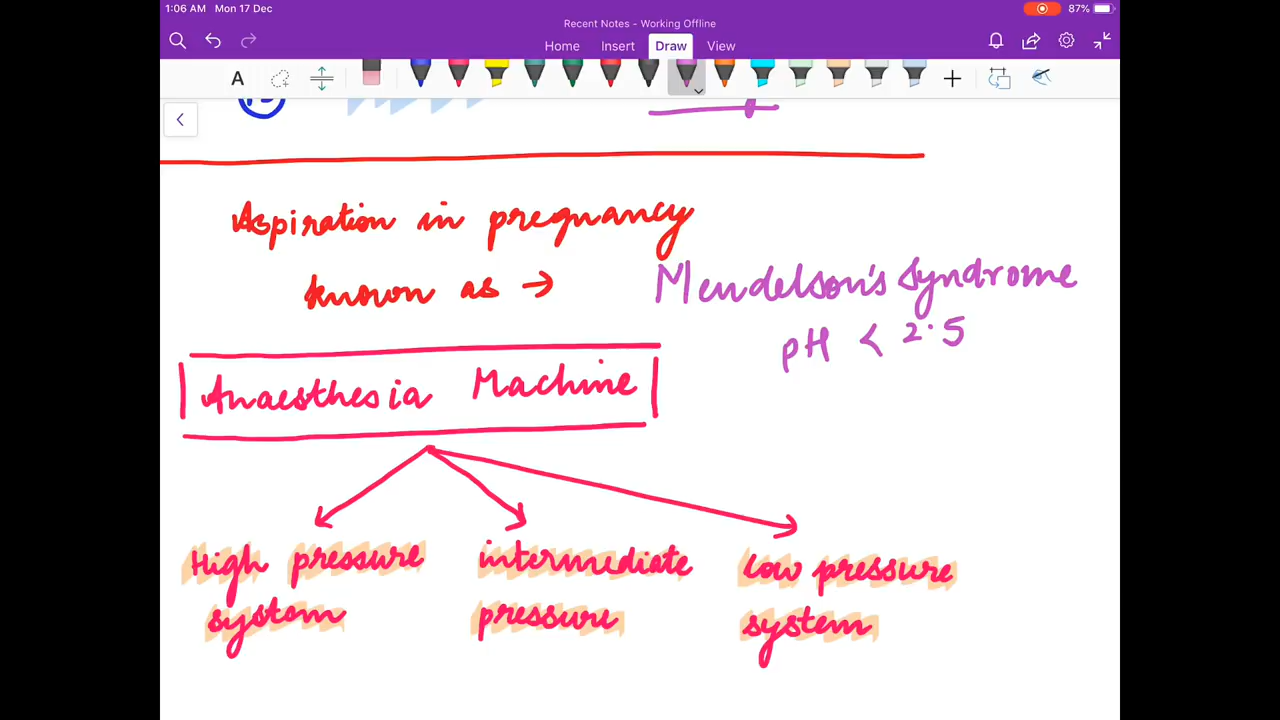 1:06 AM Mon 17 Dec
87%
Recent Notes - Working Offline
Home Insert Draw View
A
Aspiration in pregnancy
known as → Mendelson's Syndrome
pH < 2.5
Anaesthesia Machine
High pressure intermediate Low pressure
system pressure system